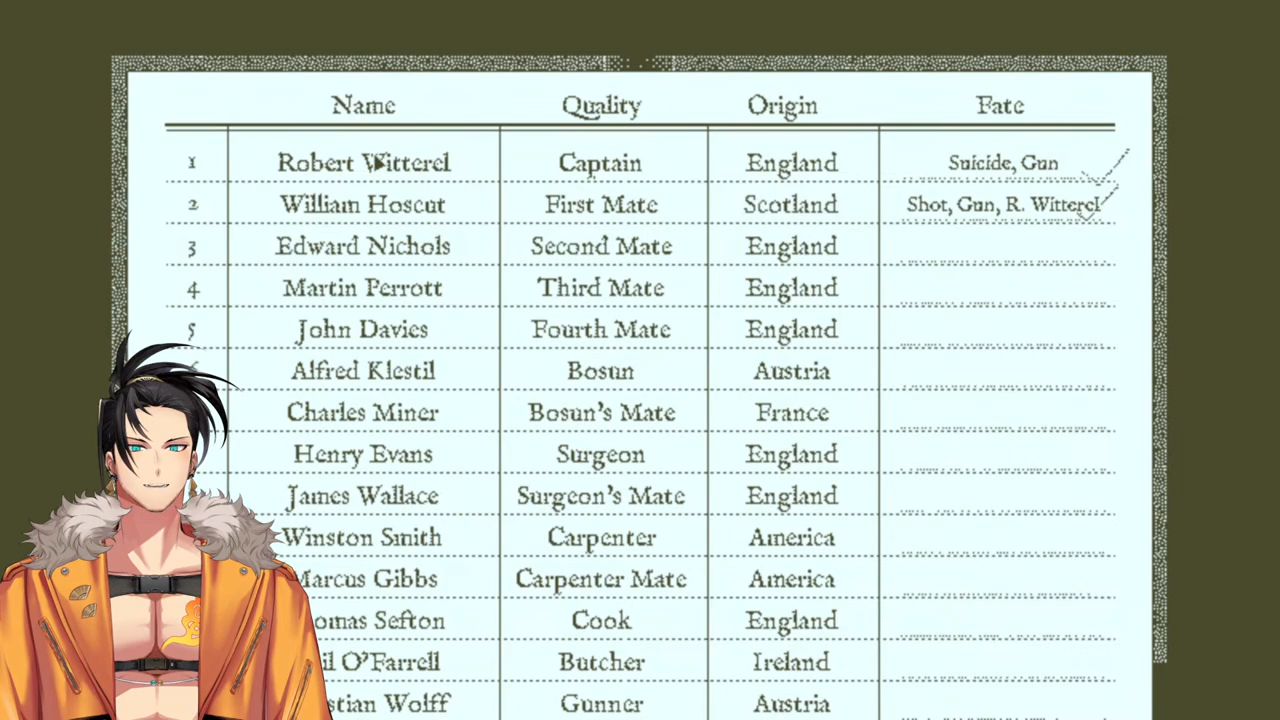 Name Quality Origin Fate
1 Robert Witterel Captain England Suicide, Gun
2 William Hoscut First Mate Scotland Shot, Gun, R. Witterel
3 Edward Nichols Second Mate England
4 Martin Perrott Third Mate England
5 John Davies Fourth Mate England
Alfred Klestil Bosun Austria
Charles Miner Bosun's Mate France
Henry Evans Surgeon England
James Wallace Surgeon's Mate England
Winston Smith Carpenter America
Marcus Gibbs Carpenter Mate America
omas Sefton Cook England
il O'Farrell Butcher Ireland
stian Wolff Gunner Austria